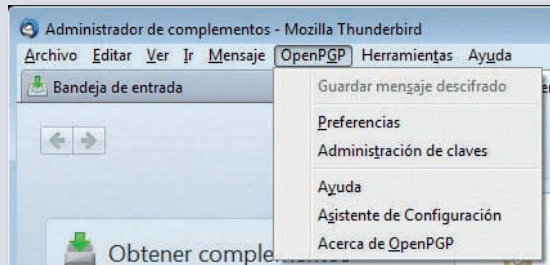 Administrador de complementos - Mozilla Thunderbird
Archivo Editar Ver Ir Mensaje OpenPGP Herramientas Ayuda
Bandeja de entrada
Guardar mensaje descifrado
Preferencias
Administración de claves
Ayuda
Asistente de Configuración
Acerca de OpenPGP
Obtener